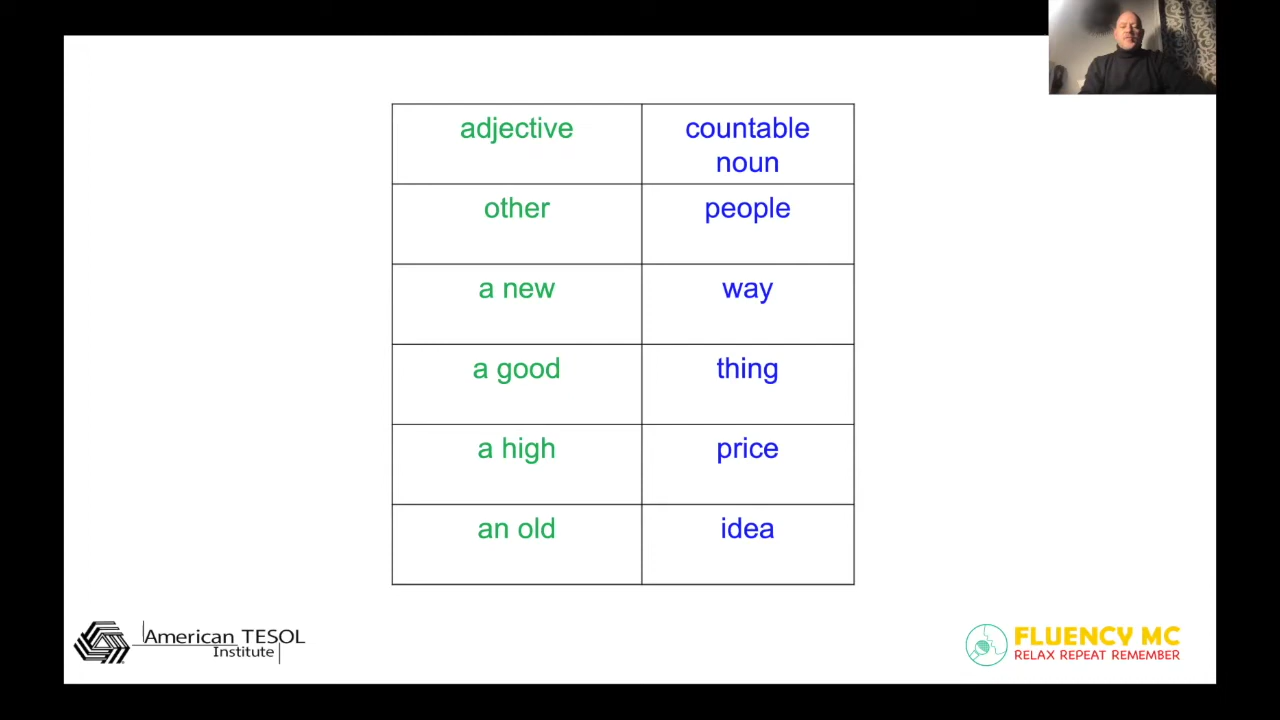 adjective countable
noun
other people
a new way
a good thing
a high price
an old idea
American TESOL
Institute
FLUENCY MC
RELAX REPEAT REMEMBER